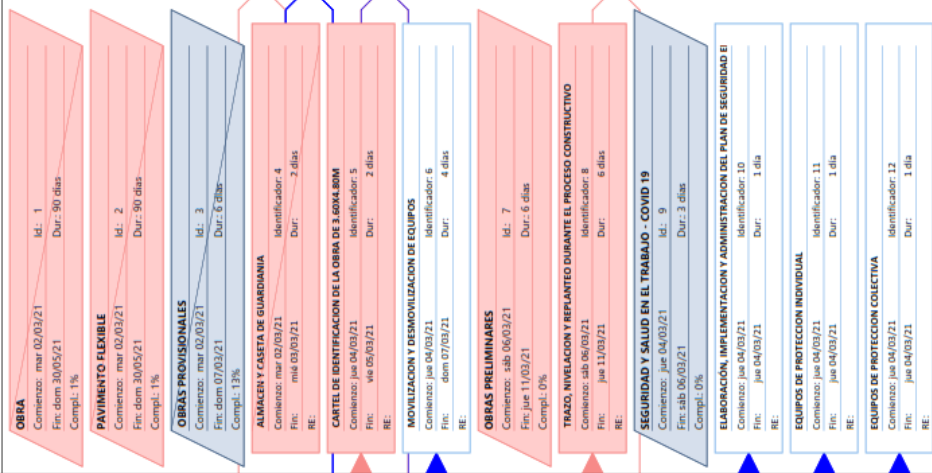 OBRA
Comienzo: mar 02/03/21 Id.: 1
Fin: dom 30/05/21 Dur.: 90 días
Compl.: 1%
PAVIMENTO FLEXIBLE
Comienzo: mar 02/03/21 Id.: 2
Fin: dom 30/05/21 Dur.: 90 días
Compl.: 1%
OBRAS PROVISIONALES
Comienzo: mar 02/03/21 Id.: 3
Fin: dom 07/03/21 Dur.: 6 días
Compl.: 13%
ALMACEN Y CASETA DE GUARDIANIA
Comienzo: mar 02/03/21 Identificador: 4
Fin: mié 03/03/21 Dur: 2 días
RE:
CARTEL DE IDENTIFICACION DE LA OBRA DE 3.60X4.80M
Comienzo: jue 04/03/21 Identificador: 5
Fin: vie 05/03/21 Dur: 2 días
RE:
MOVILIZACION Y DESMOVILIZACION DE EQUIPOS
Comienzo: jue 04/03/21 Identificador: 6
Fin: dom 07/03/21 Dur: 4 días
RE:
OBRAS PRELIMINARES
Comienzo: sáb 06/03/21 Id.: 7
Fin: jue 11/03/21 Dur.: 6 días
Compl.: 0%
TRAZO, NIVELACION Y REPLANTEO DURANTE EL PROCESO CONSTRUCTIVO
Comienzo: sáb 06/03/21 Identificador: 8
Fin: jue 11/03/21 Dur: 6 días
RE:
SEGURIDAD Y SALUD EN EL TRABAJO - COVID 19
Comienzo: jue 04/03/21 Id.: 9
Fin: sáb 06/03/21 Dur.: 3 días
Compl.: 0%
ELABORACIÓN, IMPLEMENTACION Y ADMINISTRACION DEL PLAN DE SEGURIDAD E
Comienzo: jue 04/03/21 Identificador: 10
Fin: jue 04/03/21 Dur: 1 día
RE:
EQUIPOS DE PROTECCION INDIVIDUAL
Comienzo: jue 04/03/21 Identificador: 11
Fin: jue 04/03/21 Dur: 1 día
RE:
EQUIPOS DE PROTECCION COLECTIVA
Comienzo: jue 04/03/21 Identificador: 12
Fin: jue 04/03/21 Dur: 1 día
RE: